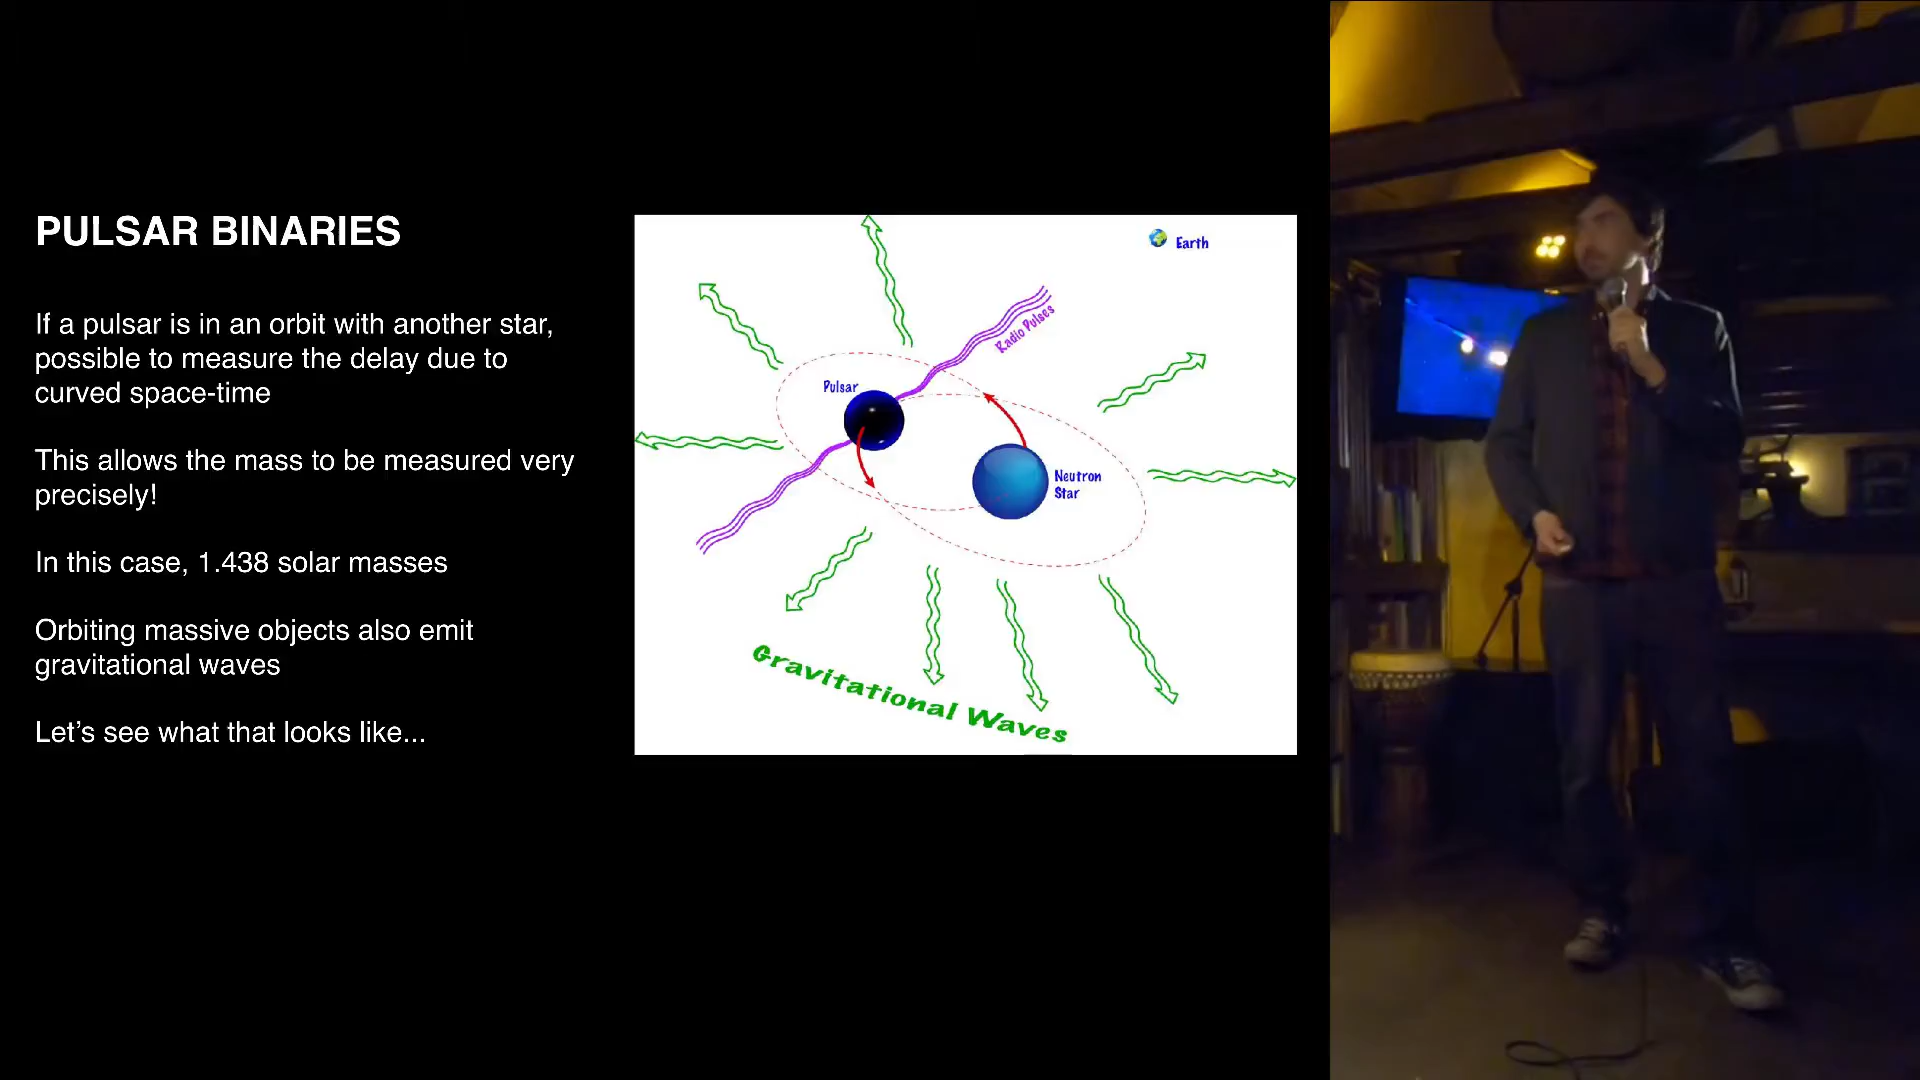 PULSAR BINARIES
If a pulsar is in an orbit with another star,
possible to measure the delay due to
curved space-time
This allows the mass to be measured very
precisely!
In this case, 1.438 solar masses
Orbiting massive objects also emit
gravitational waves
Let's see what that looks like...
Earth
Radio Pulses
Pulsar
Neutron
Star
Gravitational Waves